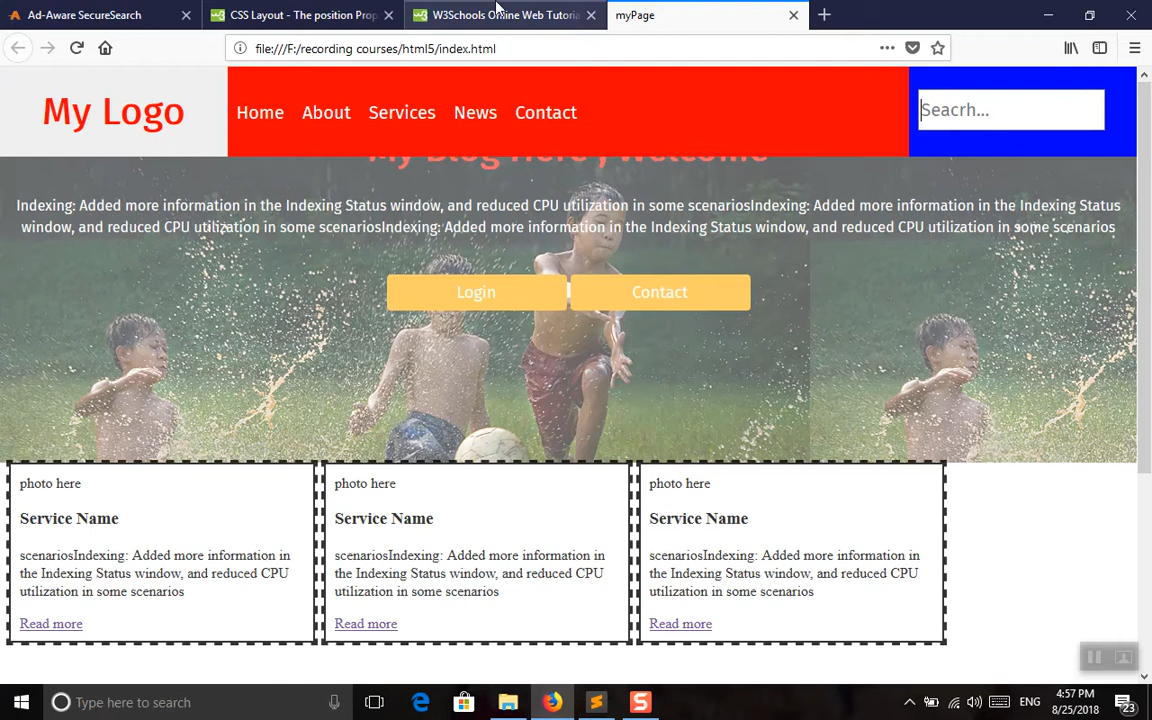 Ad-Aware SecureSearch
CSS Layout - The position Prop
W3Schools Online Web Tutoria
myPage
file:///F:/recording courses/html5/index.html
My Logo
Home About Services News Contact
Seacrh...
My Blog Here , Welcome
Indexing: Added more information in the Indexing Status window, and reduced CPU utilization in some scenariosIndexing: Added more information in the Indexing Status
window, and reduced CPU utilization in some scenariosIndexing: Added more information in the Indexing Status window, and reduced CPU utilization in some scenarios
Login
Contact
photo here
Service Name
scenariosIndexing: Added more information in
the Indexing Status window, and reduced CPU
utilization in some scenarios
Read more
photo here
Service Name
scenariosIndexing: Added more information in
the Indexing Status window, and reduced CPU
utilization in some scenarios
Read more
photo here
Service Name
scenariosIndexing: Added more information in
the Indexing Status window, and reduced CPU
utilization in some scenarios
Read more
Type here to search
ENG
4:57 PM
8/25/2018
23